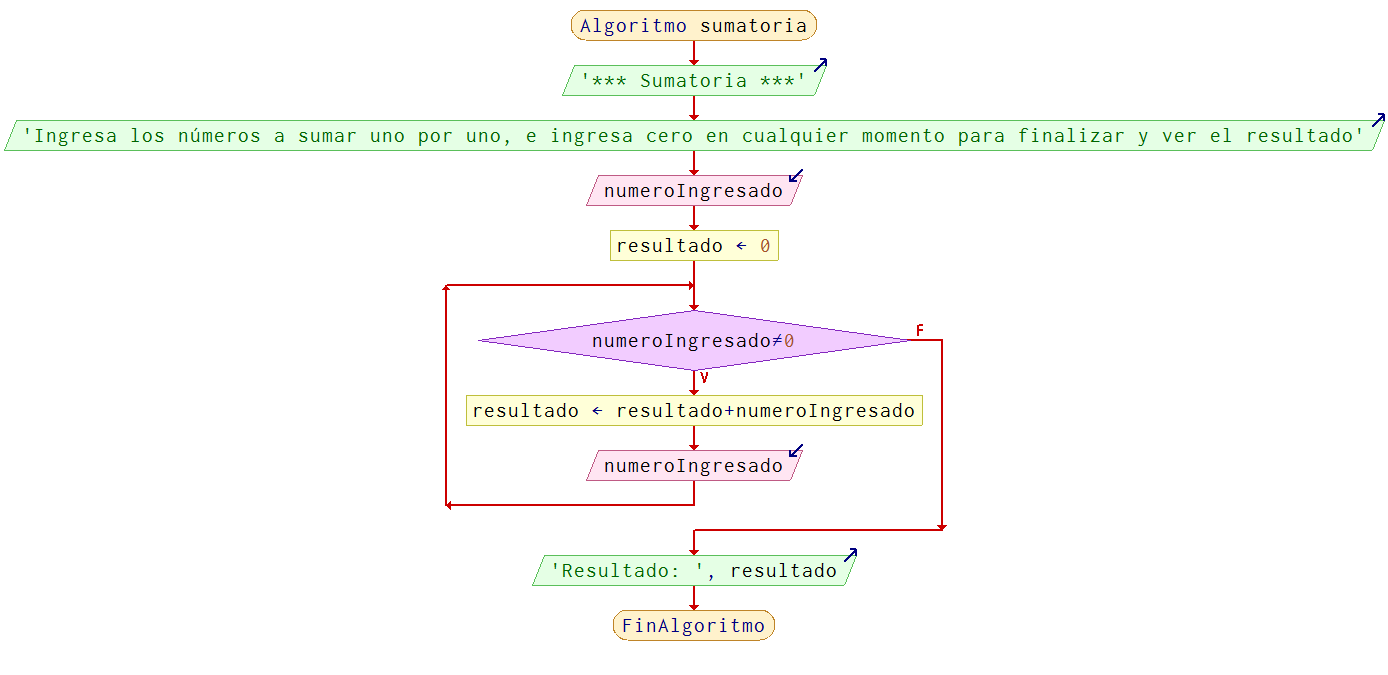 Algoritmo sumatoria
'*** Sumatoria ***'
'Ingresa los números a sumar uno por uno, e ingresa cero en cualquier momento para finalizar y ver el resultado'
numeroIngresado
resultado ← 0
numeroIngresado≠0
F
V
resultado ← resultado+numeroIngresado
numeroIngresado
'Resultado: ', resultado
FinAlgoritmo